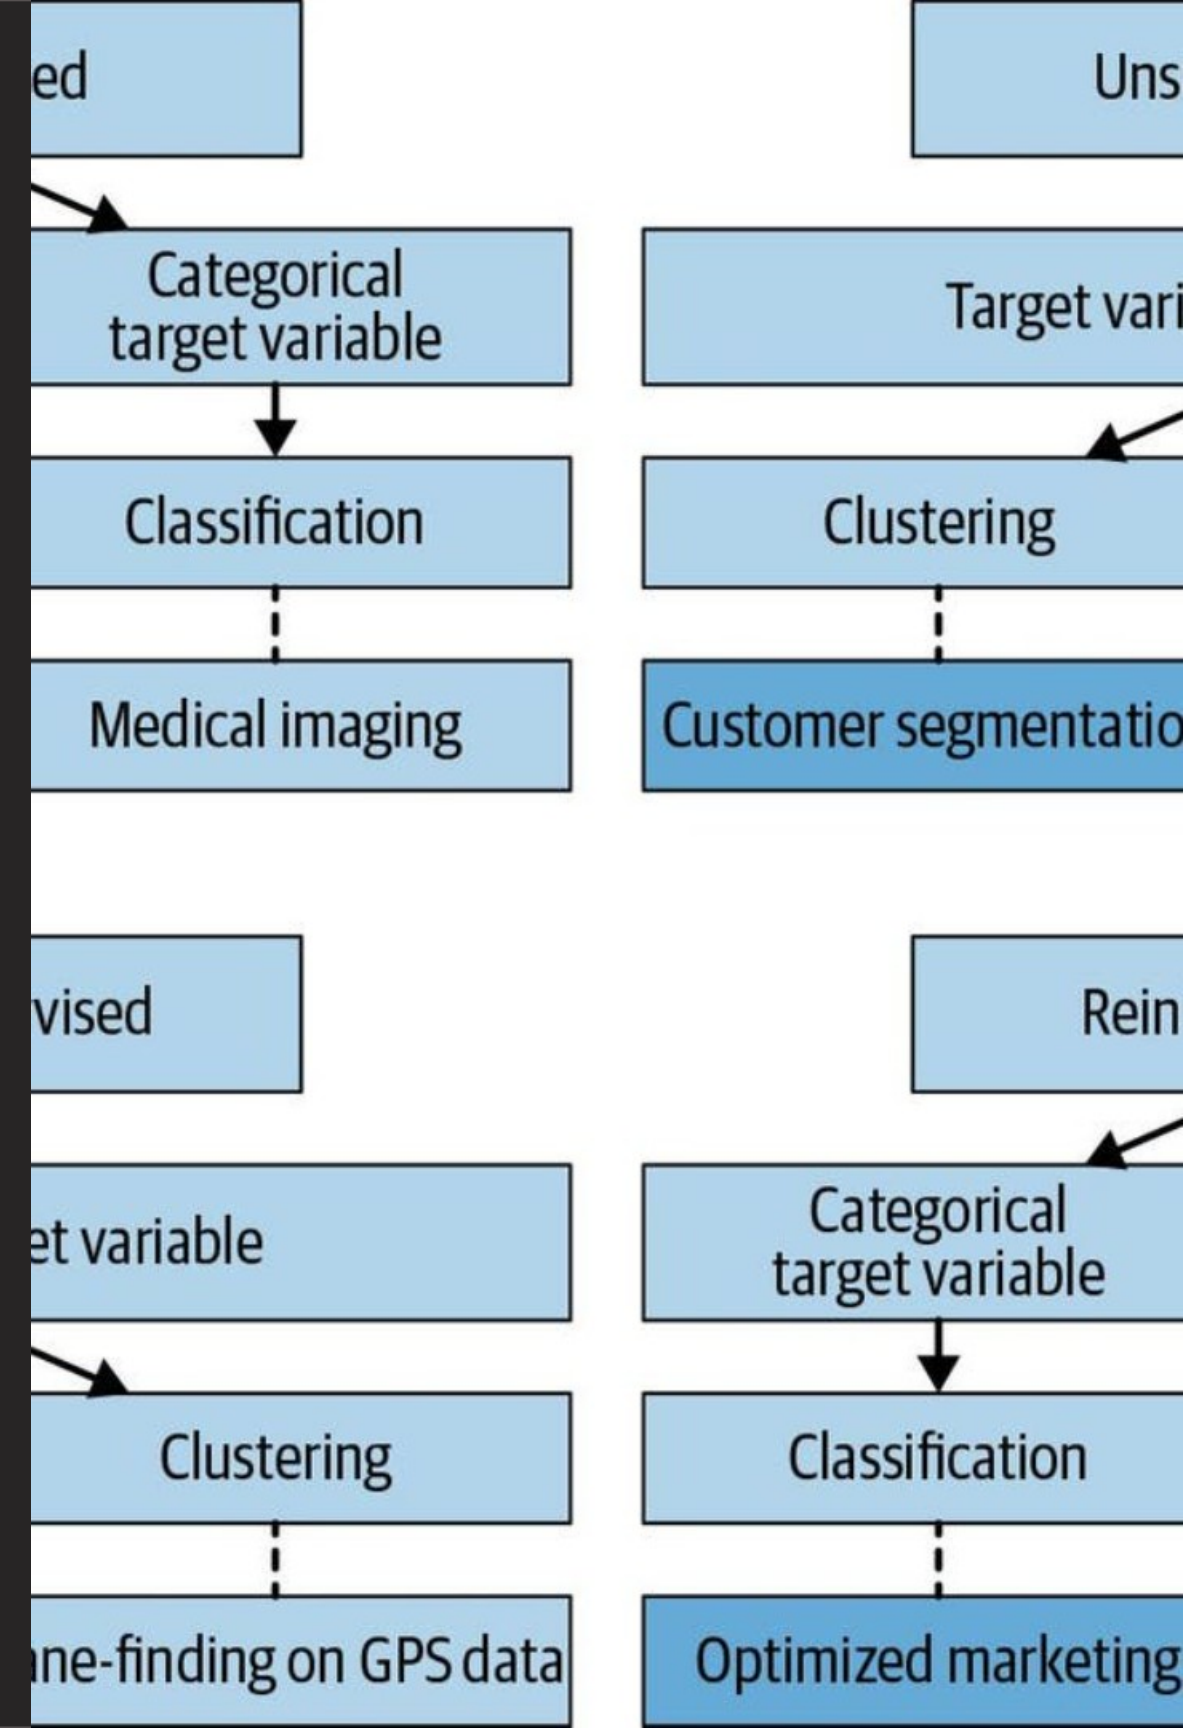 ed
Uns
Categorical
target variable
Target vari
Classification
Clustering
Medical imaging
Customer segmentatio
vised
Rein
et variable
Categorical
target variable
Clustering
Classification
ane-finding on GPS data
Optimized marketing